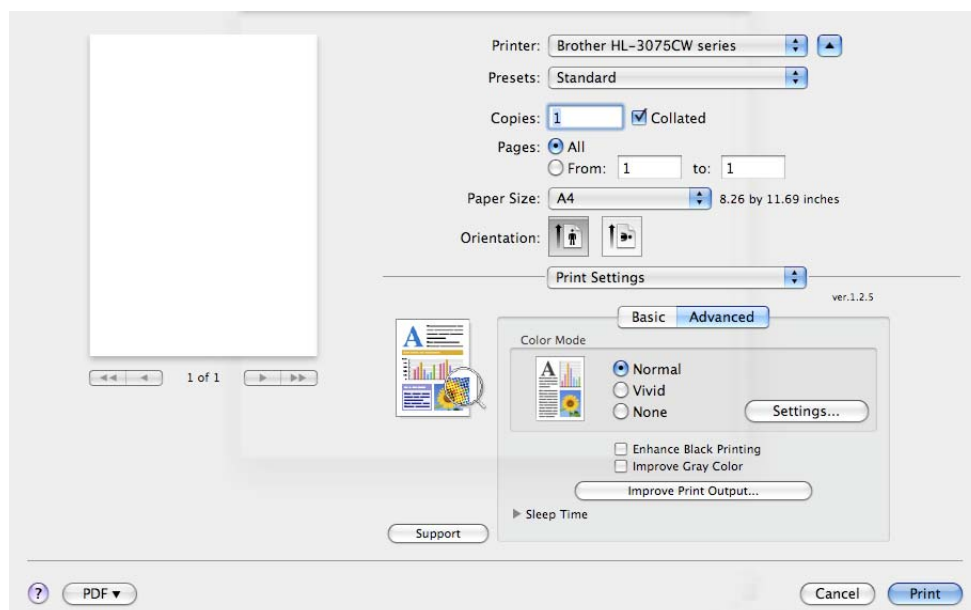 Printer: Brother HL-3075CW series
Presets: Standard
Copies: 1 Collated
Pages: All
From: 1 to: 1
Paper Size: A4 8.26 by 11.69 inches
Orientation:
Print Settings
ver.1.2.5
Basic Advanced
Color Mode
A
A
Normal
1 of 1
Vivid
None Settings...
Enhance Black Printing
Improve Gray Color
Improve Print Output...
Sleep Time
Support
? PDF Cancel Print